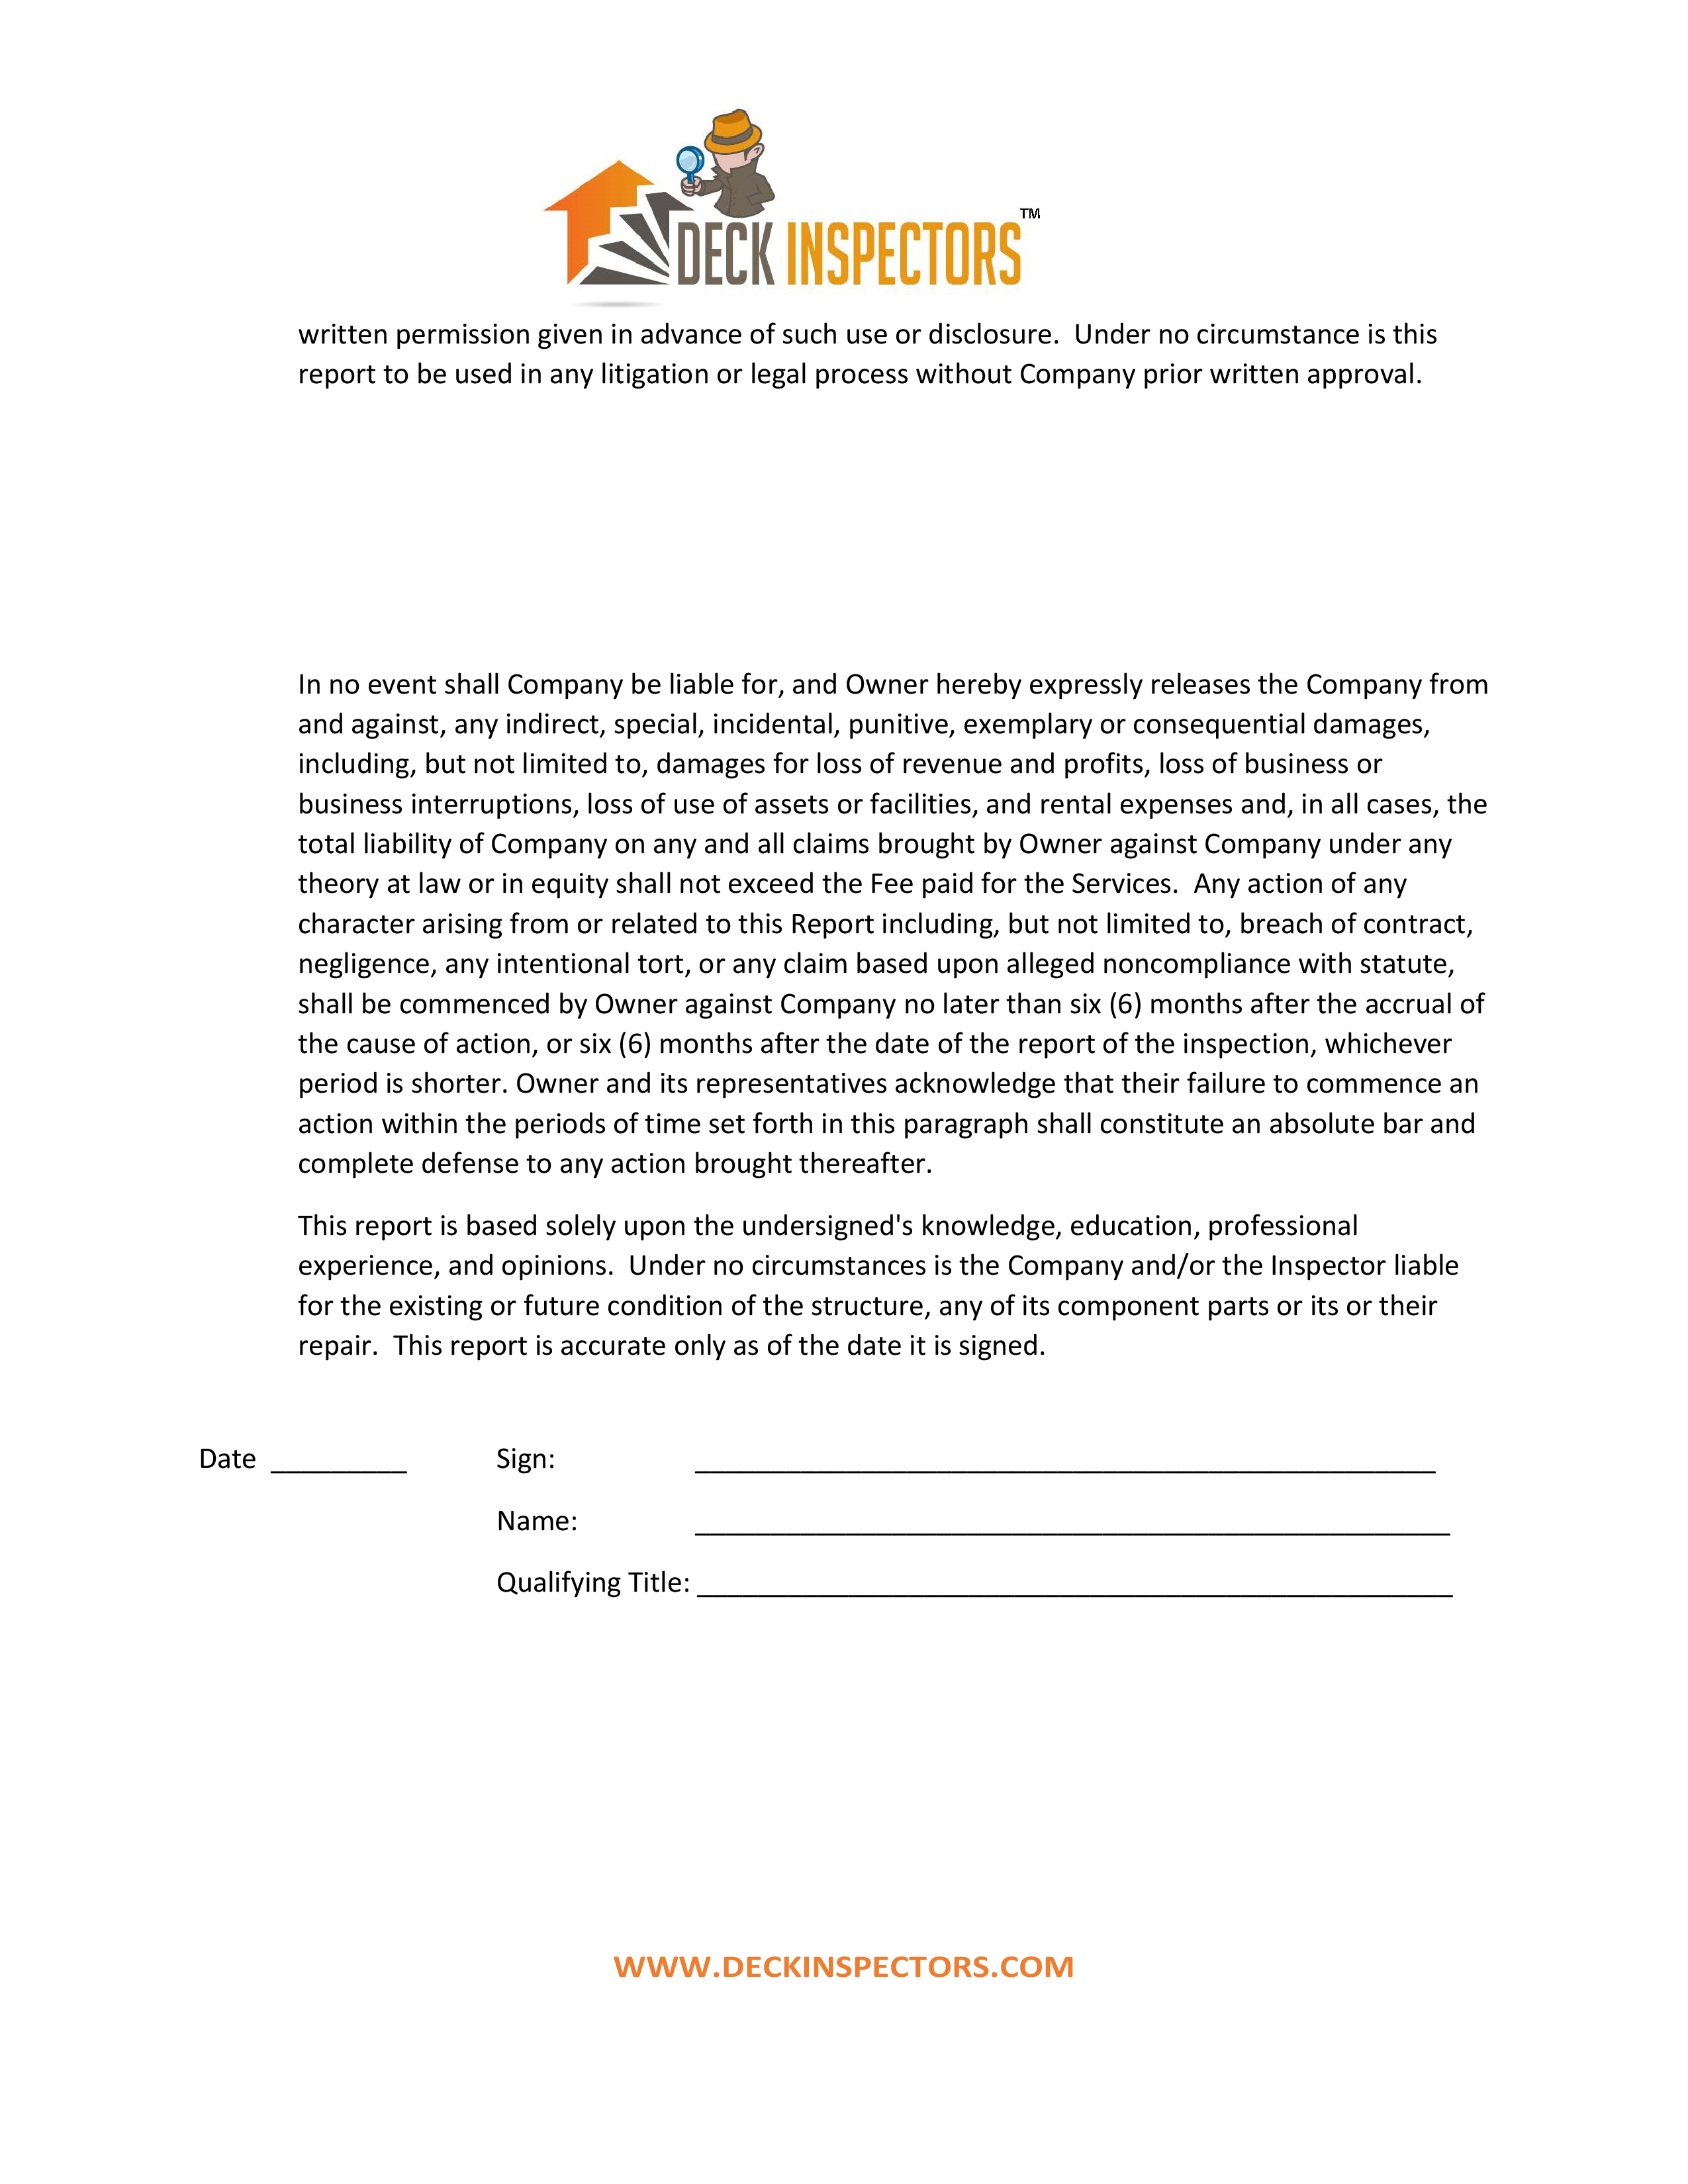 DECK INSPECTORS™
written permission given in advance of such use or disclosure.  Under no circumstance is this
report to be used in any litigation or legal process without Company prior written approval.
In no event shall Company be liable for, and Owner hereby expressly releases the Company from
and against, any indirect, special, incidental, punitive, exemplary or consequential damages,
including, but not limited to, damages for loss of revenue and profits, loss of business or
business interruptions, loss of use of assets or facilities, and rental expenses and, in all cases, the
total liability of Company on any and all claims brought by Owner against Company under any
theory at law or in equity shall not exceed the Fee paid for the Services.  Any action of any
character arising from or related to this Report including, but not limited to, breach of contract,
negligence, any intentional tort, or any claim based upon alleged noncompliance with statute,
shall be commenced by Owner against Company no later than six (6) months after the accrual of
the cause of action, or six (6) months after the date of the report of the inspection, whichever
period is shorter. Owner and its representatives acknowledge that their failure to commence an
action within the periods of time set forth in this paragraph shall constitute an absolute bar and
complete defense to any action brought thereafter.
This report is based solely upon the undersigned's knowledge, education, professional
experience, and opinions.  Under no circumstances is the Company and/or the Inspector liable
for the existing or future condition of the structure, any of its component parts or its or their
repair.  This report is accurate only as of the date it is signed.
Date _________ Sign: _________________________________________________
Name: __________________________________________________
Qualifying Title: __________________________________________________
WWW.DECKINSPECTORS.COM